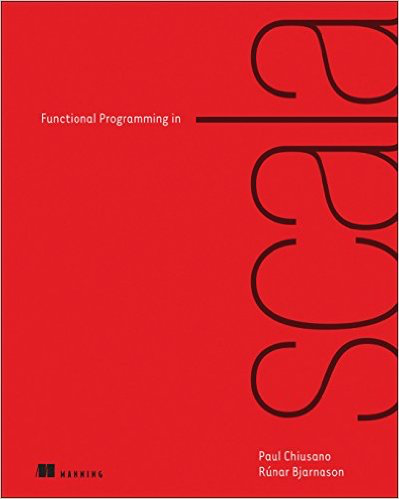 Functional Programming in
scala
Paul Chiusano
Rúnar Bjarnason
MANNING